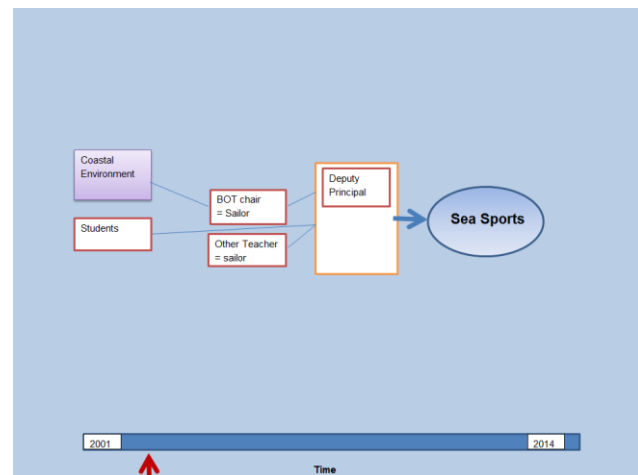 Coastal
Environment
Students
BOT chair
= Sailor
Other Teacher
= sailor
Deputy
Principal
Sea Sports
2001
2014
Time